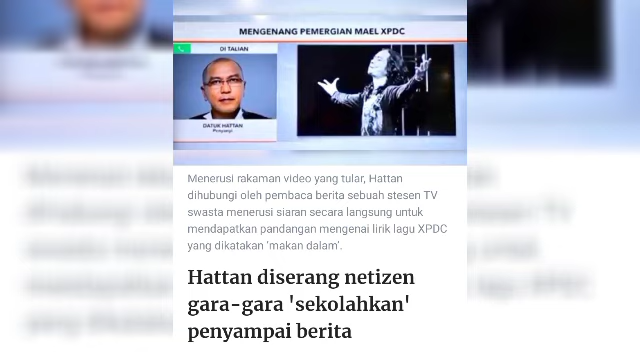 MENGENANG PEMERGIAN MAEL XPDC
DI TALIAN
DATUK HATTAN
Penyanyi
Menerusi rakaman video yang tular, Hattan
dihubungi oleh pembaca berita sebuah stesen TV
swasta menerusi siaran secara langsung untuk
mendapatkan pandangan mengenai lirik lagu XPDC
yang dikatakan 'makan dalam'.
Hattan diserang netizen
gara-gara 'sekolahkan'
penyampai berita